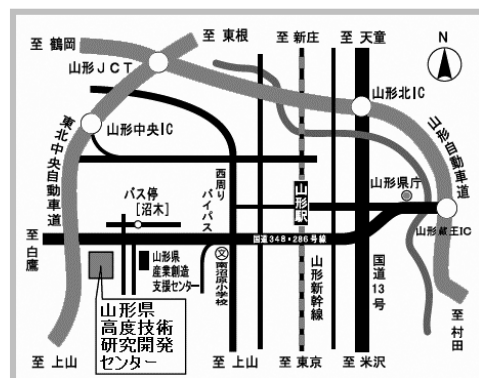 至 鶴岡
至 東根
至 新庄
至 天童
N
山形JCT
山形北IC
山形中央IC
東北中央自動車道
山形自動車道
西周り
バイパス
山形駅
山形県庁
バス停
[沼木]
山形蔵王IC
至
白鷹
国道348・286号線
山形県
産業創造
支援センター
文
南沼原小学校
山形新幹線
国道13号
山形県
高度技術
研究開発
センター
至 村田
至 上山
至 上山
至 東京
至 米沢